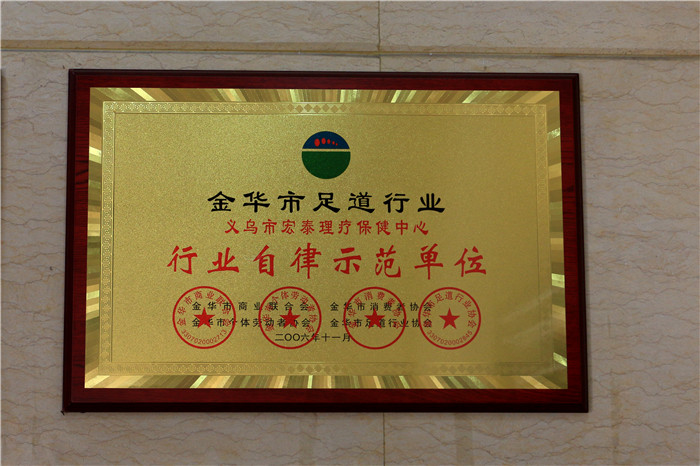 金华市足道行业
义乌市宏泰理疗保健中心
行业自律示范单位
金华市商业联合会 金华市消费者协会
金华市个体劳动者协会 金华市足道行业协会
二〇〇六年十一月